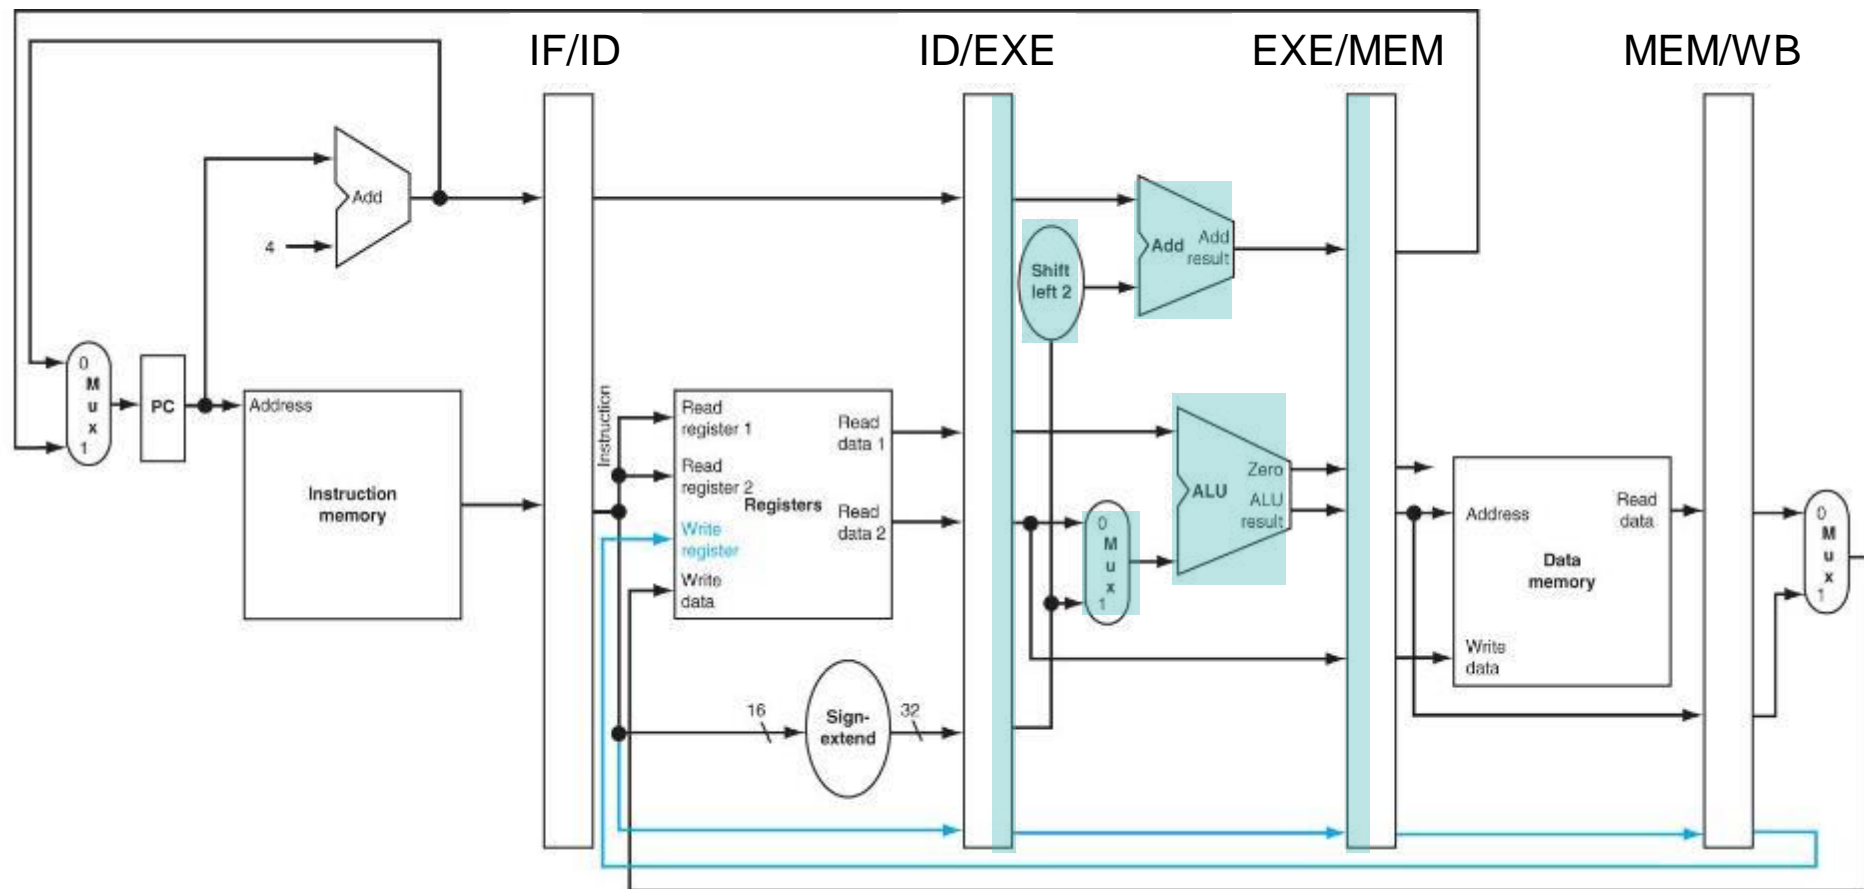 IF/ID
ID/EXE
EXE/MEM
MEM/WB
Add
4
0
M
u
x
1
PC
Address
Instruction
memory
Instruction
Read
register 1
Read
register 2
Write
register
Write
data
Registers
Read
data 1
Read
data 2
16
Sign-
extend
32
Shift
left 2
Add
Add
result
0
M
u
x
1
ALU
Zero
ALU
result
Address
Write
data
Data
memory
Read
data
0
M
u
x
1